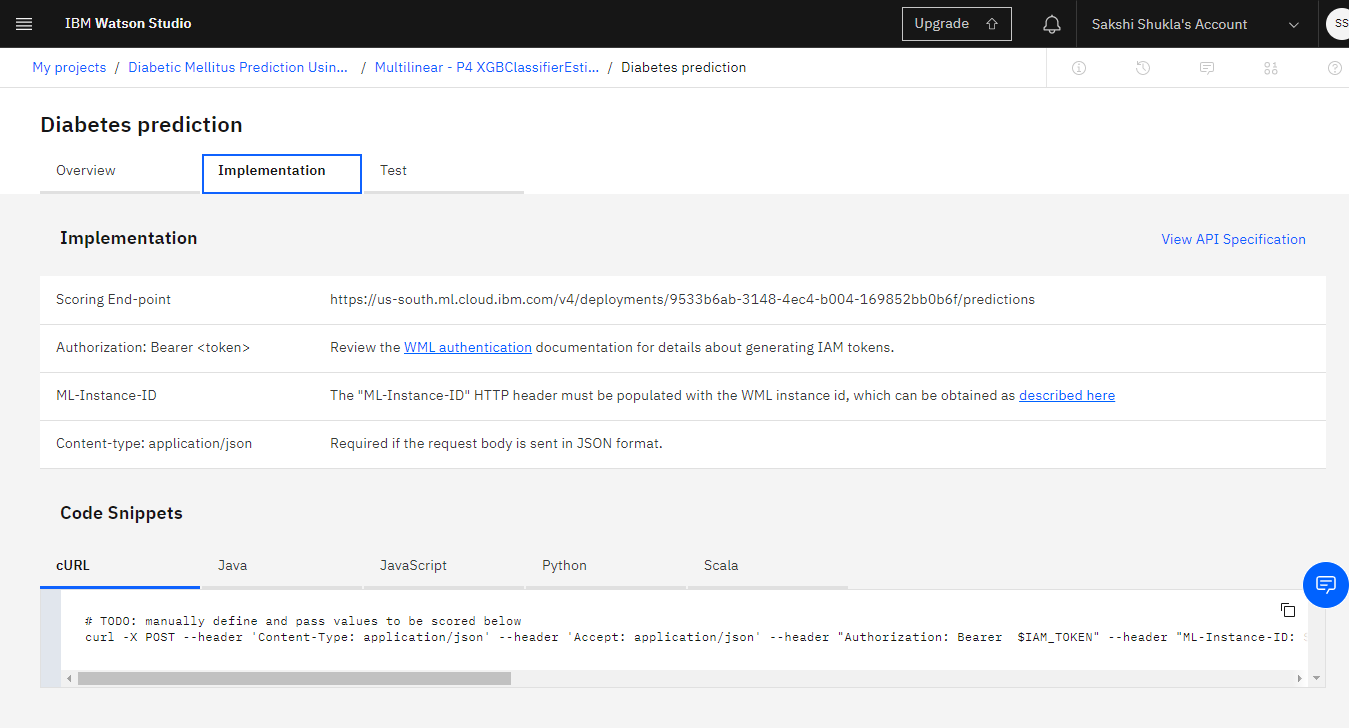 IBM Watson Studio
Upgrade
Sakshi Shukla's Account
SS
My projects / Diabetic Mellitus Prediction Usin... / Multilinear - P4 XGBClassifierEsti... / Diabetes prediction
Diabetes prediction
Overview
Implementation
Test
Implementation
View API Specification
Scoring End-point
https://us-south.ml.cloud.ibm.com/v4/deployments/9533b6ab-3148-4ec4-b004-169852bb0b6f/predictions
Authorization: Bearer <token>
Review the WML authentication documentation for details about generating IAM tokens.
ML-Instance-ID
The "ML-Instance-ID" HTTP header must be populated with the WML instance id, which can be obtained as described here
Content-type: application/json
Required if the request body is sent in JSON format.
Code Snippets
cURL
Java
JavaScript
Python
Scala
# TODO: manually define and pass values to be scored below
curl -X POST --header 'Content-Type: application/json' --header 'Accept: application/json' --header "Authorization: Bearer  $IAM_TOKEN" --header "ML-Instance-ID: